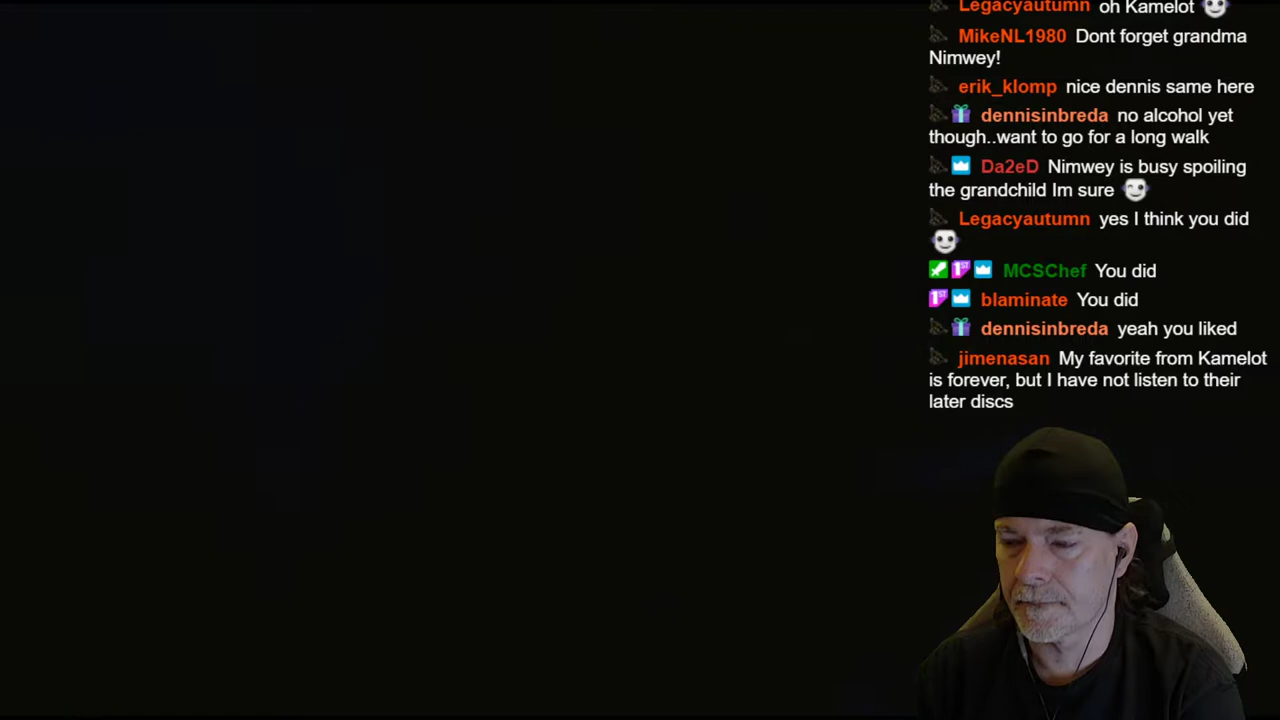 Legacyautumn oh Kamelot
MikeNL1980 Dont forget grandma
Nimwey!
erik_klomp nice dennis same here
dennisinbreda no alcohol yet
though..want to go for a long walk
Da2eD Nimwey is busy spoiling
the grandchild Im sure
Legacyautumn yes I think you did
1ST MCSChef You did
1ST blaminate You did
dennisinbreda yeah you liked
jimenasan My favorite from Kamelot
is forever, but I have not listen to their
later discs